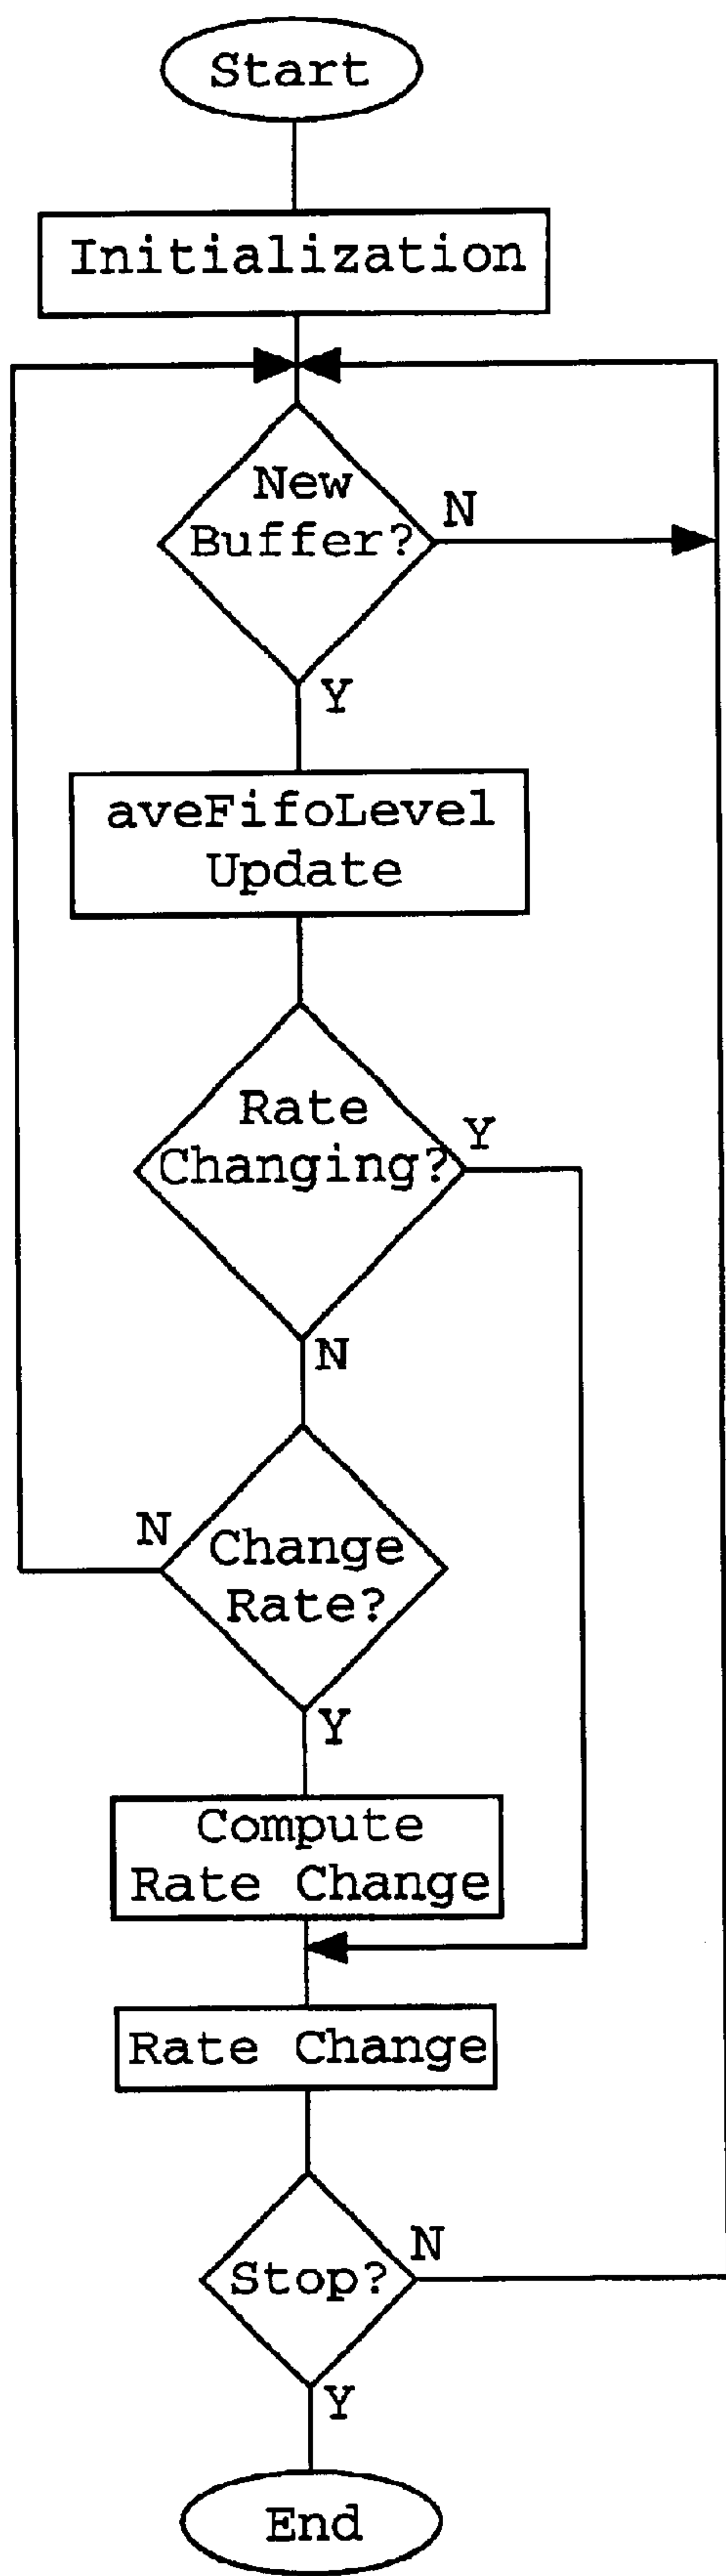 Start
Initialization
New
Buffer?
N
Y
aveFifoLevel
Update
Rate
Changing?
Y
N
N
Change
Rate?
Y
Compute
Rate Change
Rate Change
N
Stop?
Y
End